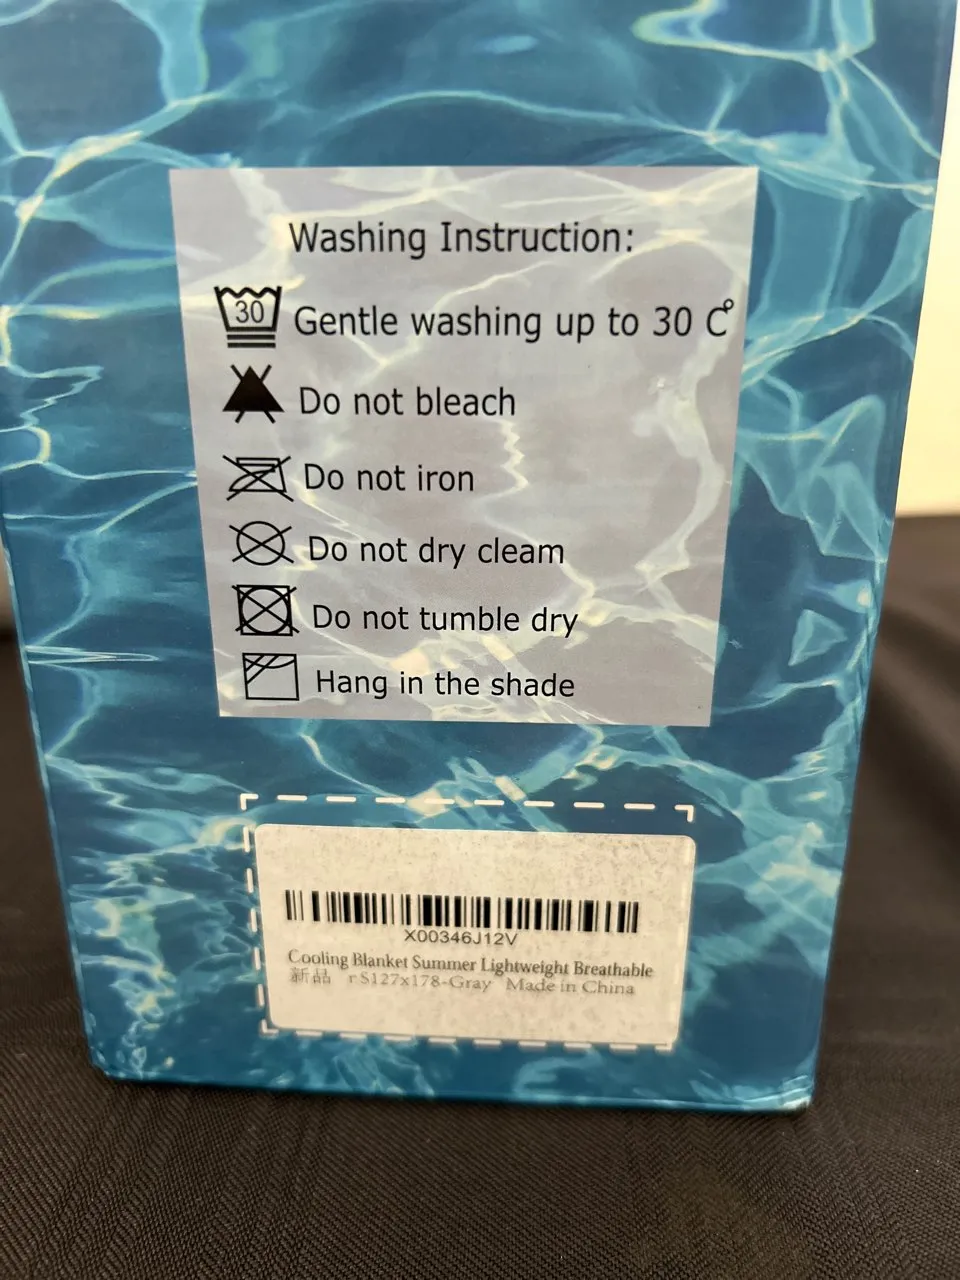 Washing Instruction:
30 Gentle washing up to 30 C°
Do not bleach
Do not iron
Do not dry cleam
Do not tumble dry
Hang in the shade
X00346J12V
Cooling Blanket Summer Lightweight Breathable
新品 r S127x178-Gray Made in China